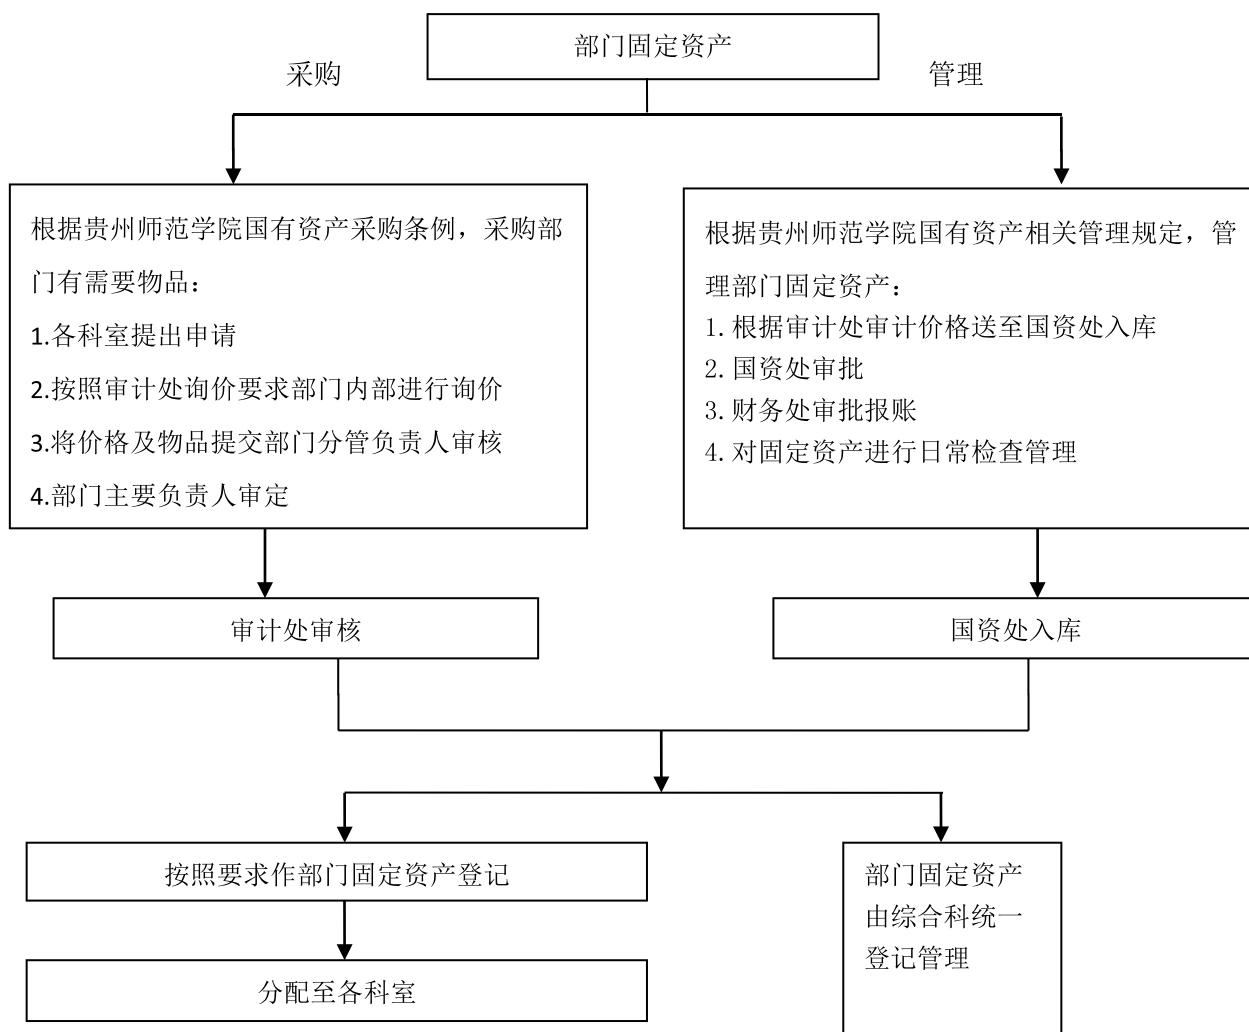 部门固定资产
采购
管理
根据贵州师范学院国有资产采购条例，采购部
门有需要物品：
1.各科室提出申请
2.按照审计处询价要求部门内部进行询价
3.将价格及物品提交部门分管负责人审核
4.部门主要负责人审定
根据贵州师范学院国有资产相关管理规定，管
理部门固定资产：
1.根据审计处审计价格送至国资处入库
2.国资处审批
3.财务处审批报账
4.对固定资产进行日常检查管理
审计处审核
国资处入库
按照要求作部门固定资产登记
分配至各科室
部门固定资产
由综合科统一
登记管理